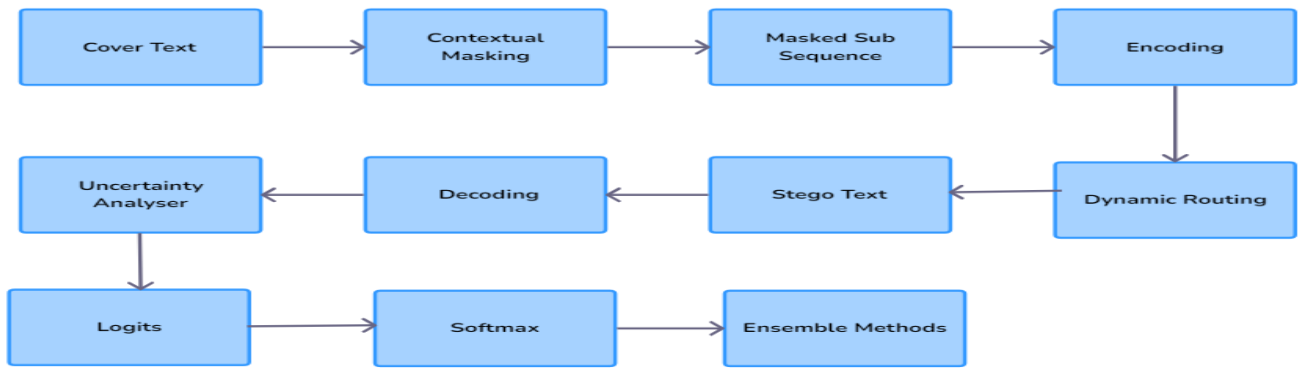 Cover Text
Contextual
Masking
Masked Sub
Sequence
Encoding
Dynamic Routing
Stego Text
Decoding
Uncertainty
Analyser
Logits
Softmax
Ensemble Methods